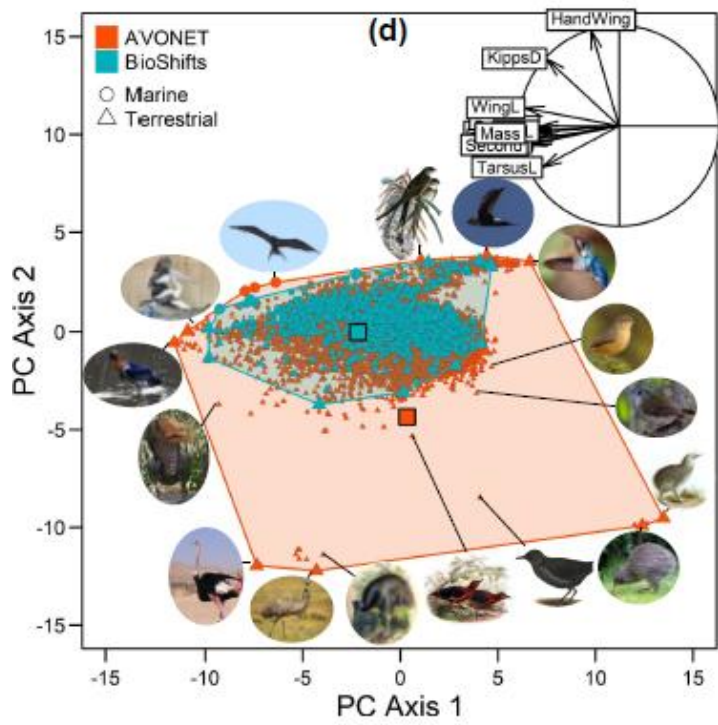 (d)
AVONET
BioShifts
Marine
Terrestrial
HandWing
KippsD
WingL
L
Mass
Second
TarsusL
15
10
5
0
-5
-10
-15
PC Axis 2
-15
-10
-5
0
5
10
15
PC Axis 1